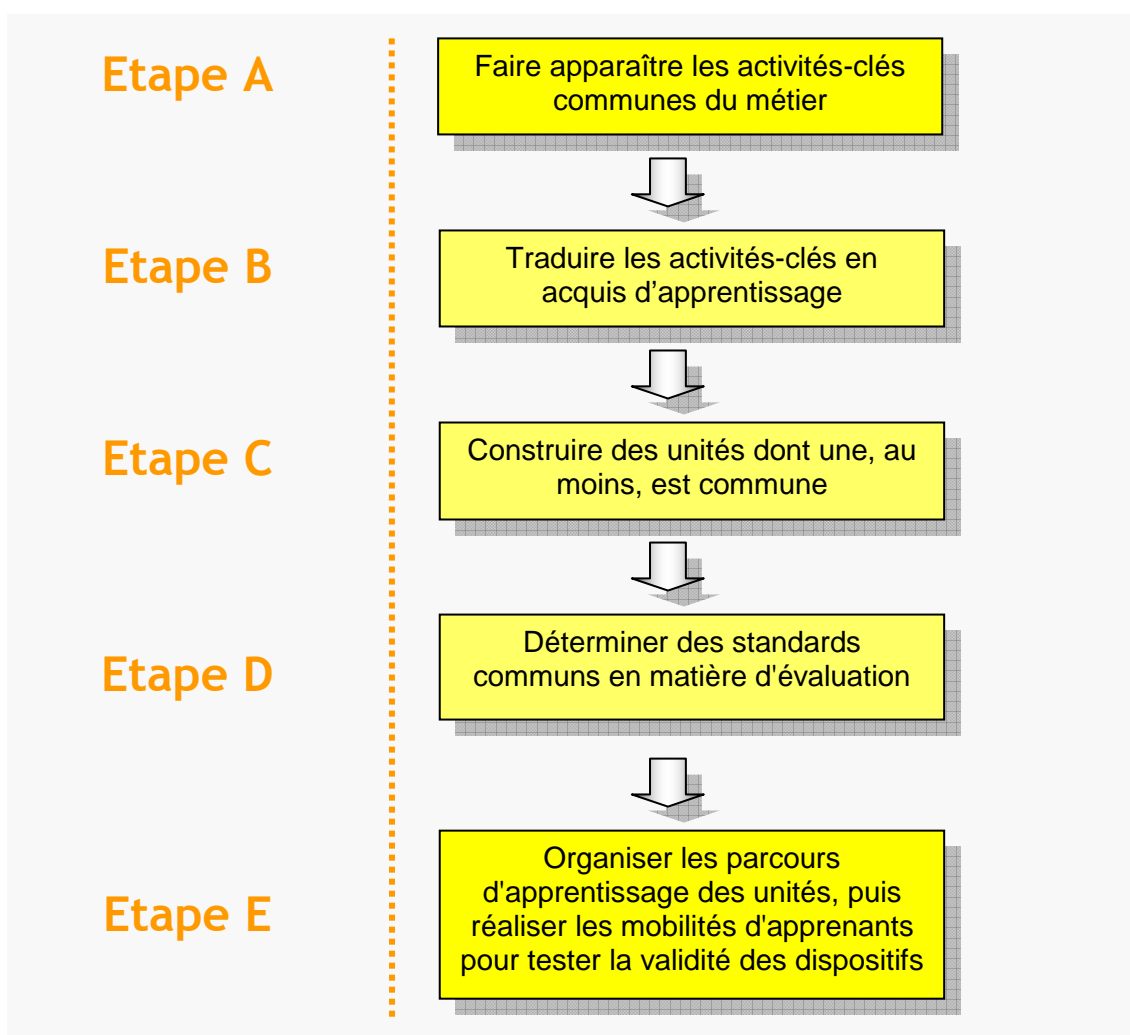 Etape A
Faire apparaître les activités-clés
communes du métier
Etape B
Traduire les activités-clés en
acquis d'apprentissage
Etape C
Construire des unités dont une, au
moins, est commune
Etape D
Déterminer des standards
communs en matière d'évaluation
Etape E
Organiser les parcours
d'apprentissage des unités, puis
réaliser les mobilités d'apprenants
pour tester la validité des dispositifs